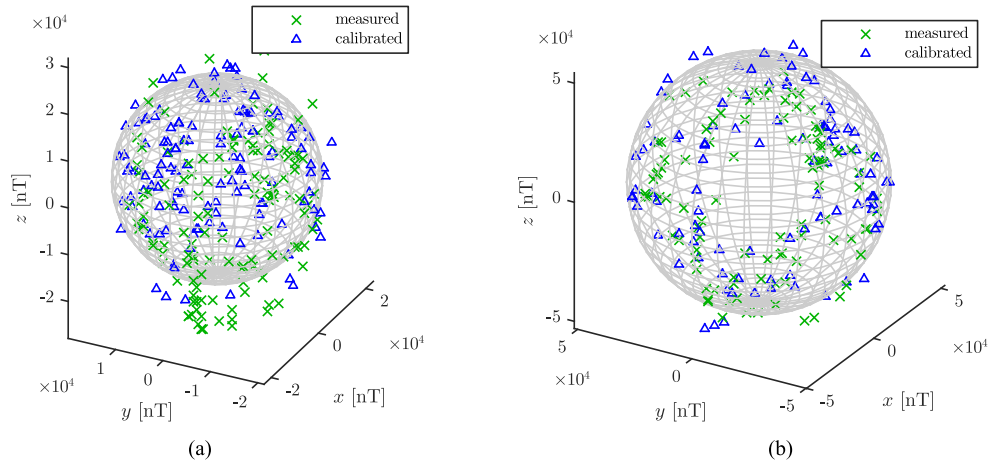 ×10⁴
measured
calibrated
3
2
1
0
-1
-2
z [nT]
×10⁴
1
0
-1
-2
y [nT]
-2
0
2
×10⁴
x [nT]
(a)
×10⁴
measured
calibrated
5
0
-5
z [nT]
5
0
-5
×10⁴
y [nT]
-5
0
5
×10⁴
x [nT]
(b)